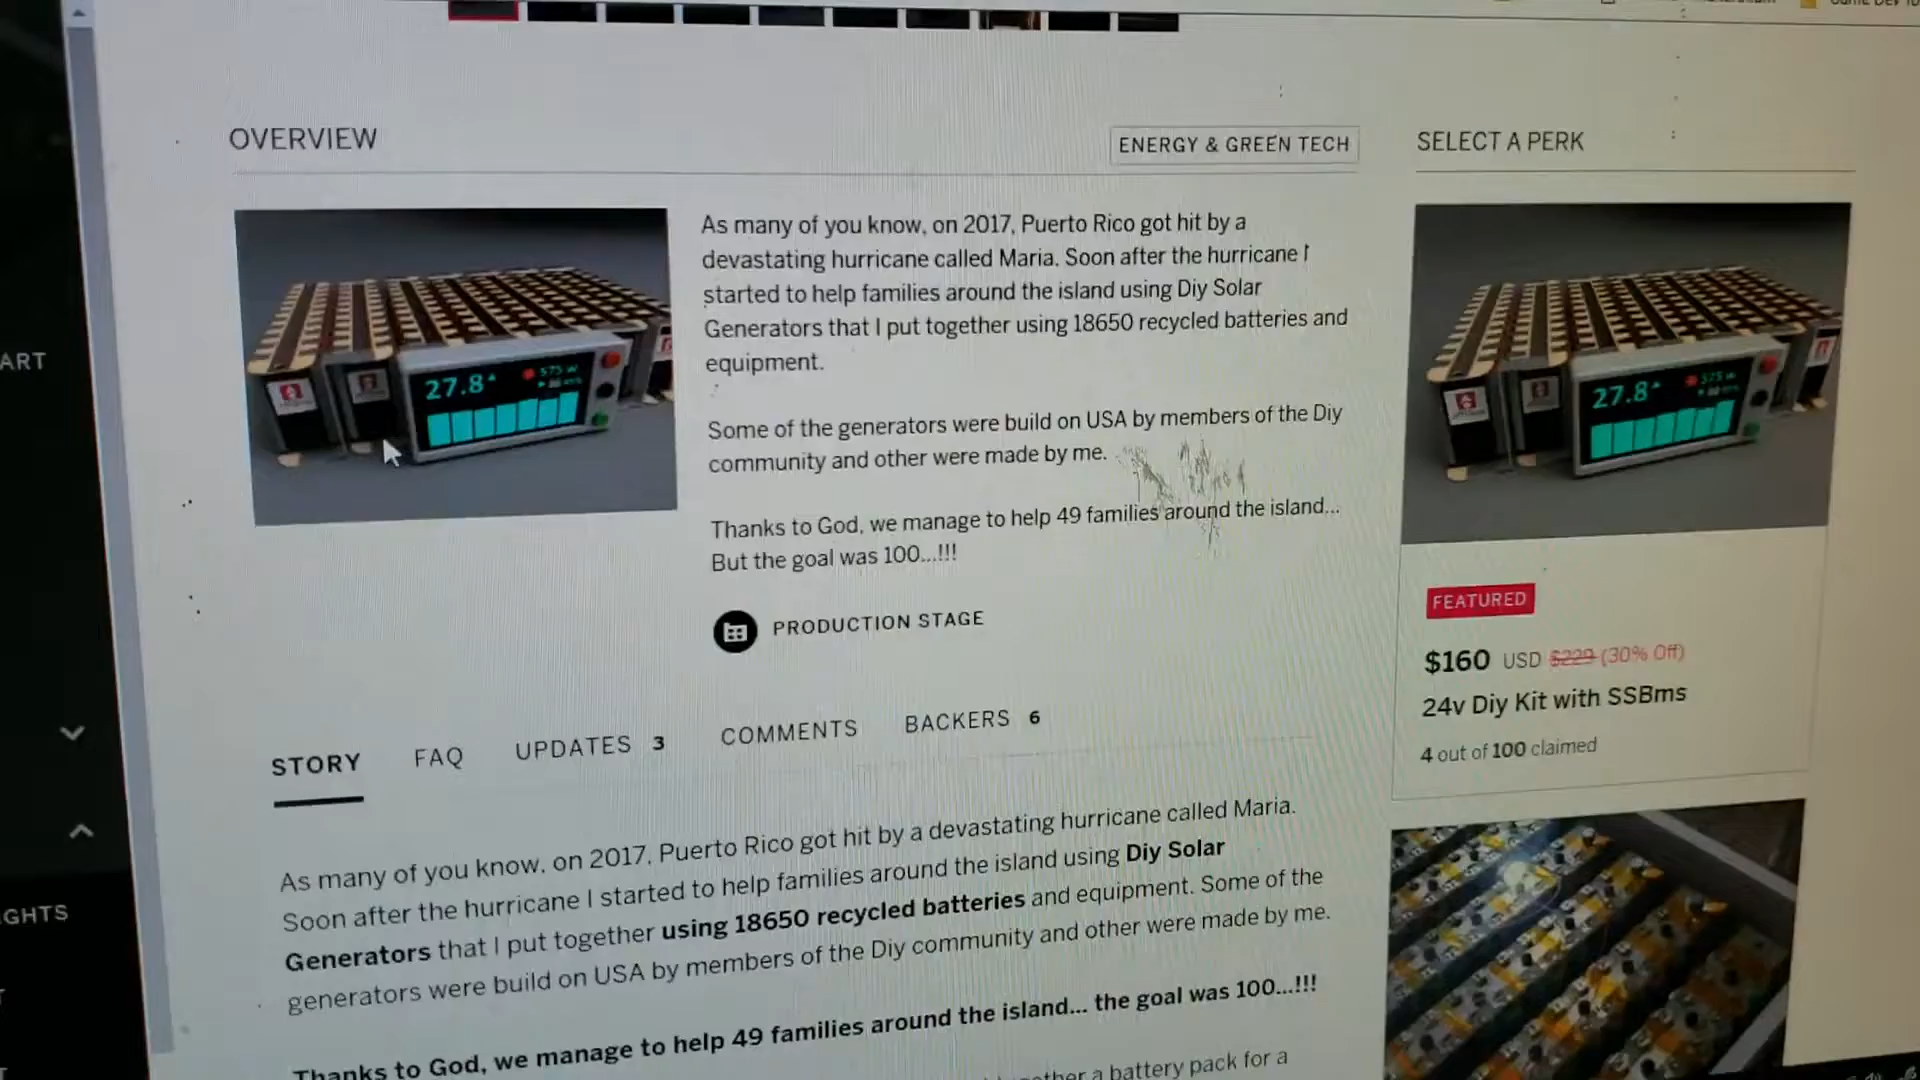 OVERVIEW
ENERGY & GREEN TECH
As many of you know, on 2017, Puerto Rico got hit by a
devastating hurricane called Maria. Soon after the hurricane I
started to help families around the island using Diy Solar
Generators that I put together using 18650 recycled batteries and
equipment.
Some of the generators were build on USA by members of the Diy
community and other were made by me.
Thanks to God, we manage to help 49 families around the island...
But the goal was 100...!!!
27.8
PRODUCTION STAGE
SELECT A PERK
27.8
FEATURED
$160 USD $229 (30% Off)
24v Diy Kit with SSBms
4 out of 100 claimed
STORY
FAQ
UPDATES 3
COMMENTS
BACKERS 6
As many of you know, on 2017, Puerto Rico got hit by a devastating hurricane called Maria.
Soon after the hurricane I started to help families around the island using Diy Solar
Generators that I put together using 18650 recycled batteries and equipment. Some of the
generators were build on USA by members of the Diy community and other were made by me.
Thanks to God, we manage to help 49 families around the island... the goal was 100...!!!
a battery pack for a
ART
GHTS